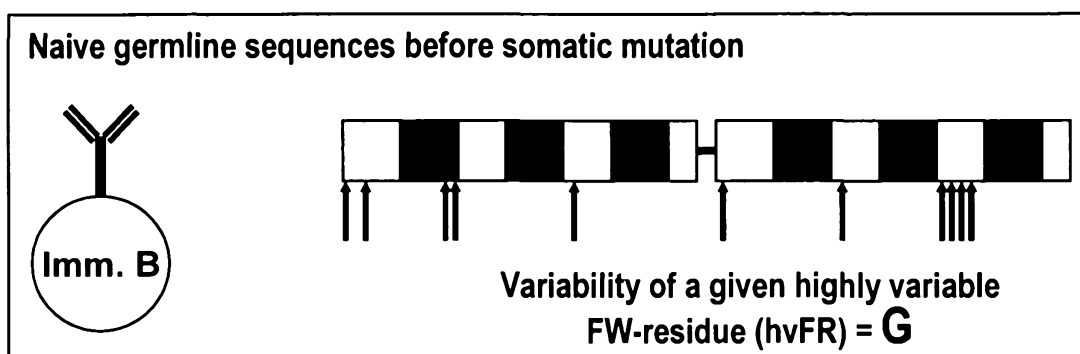 Naive germline sequences before somatic mutation
Imm. B
Variability of a given highly variable
FW-residue (hvFR) = G